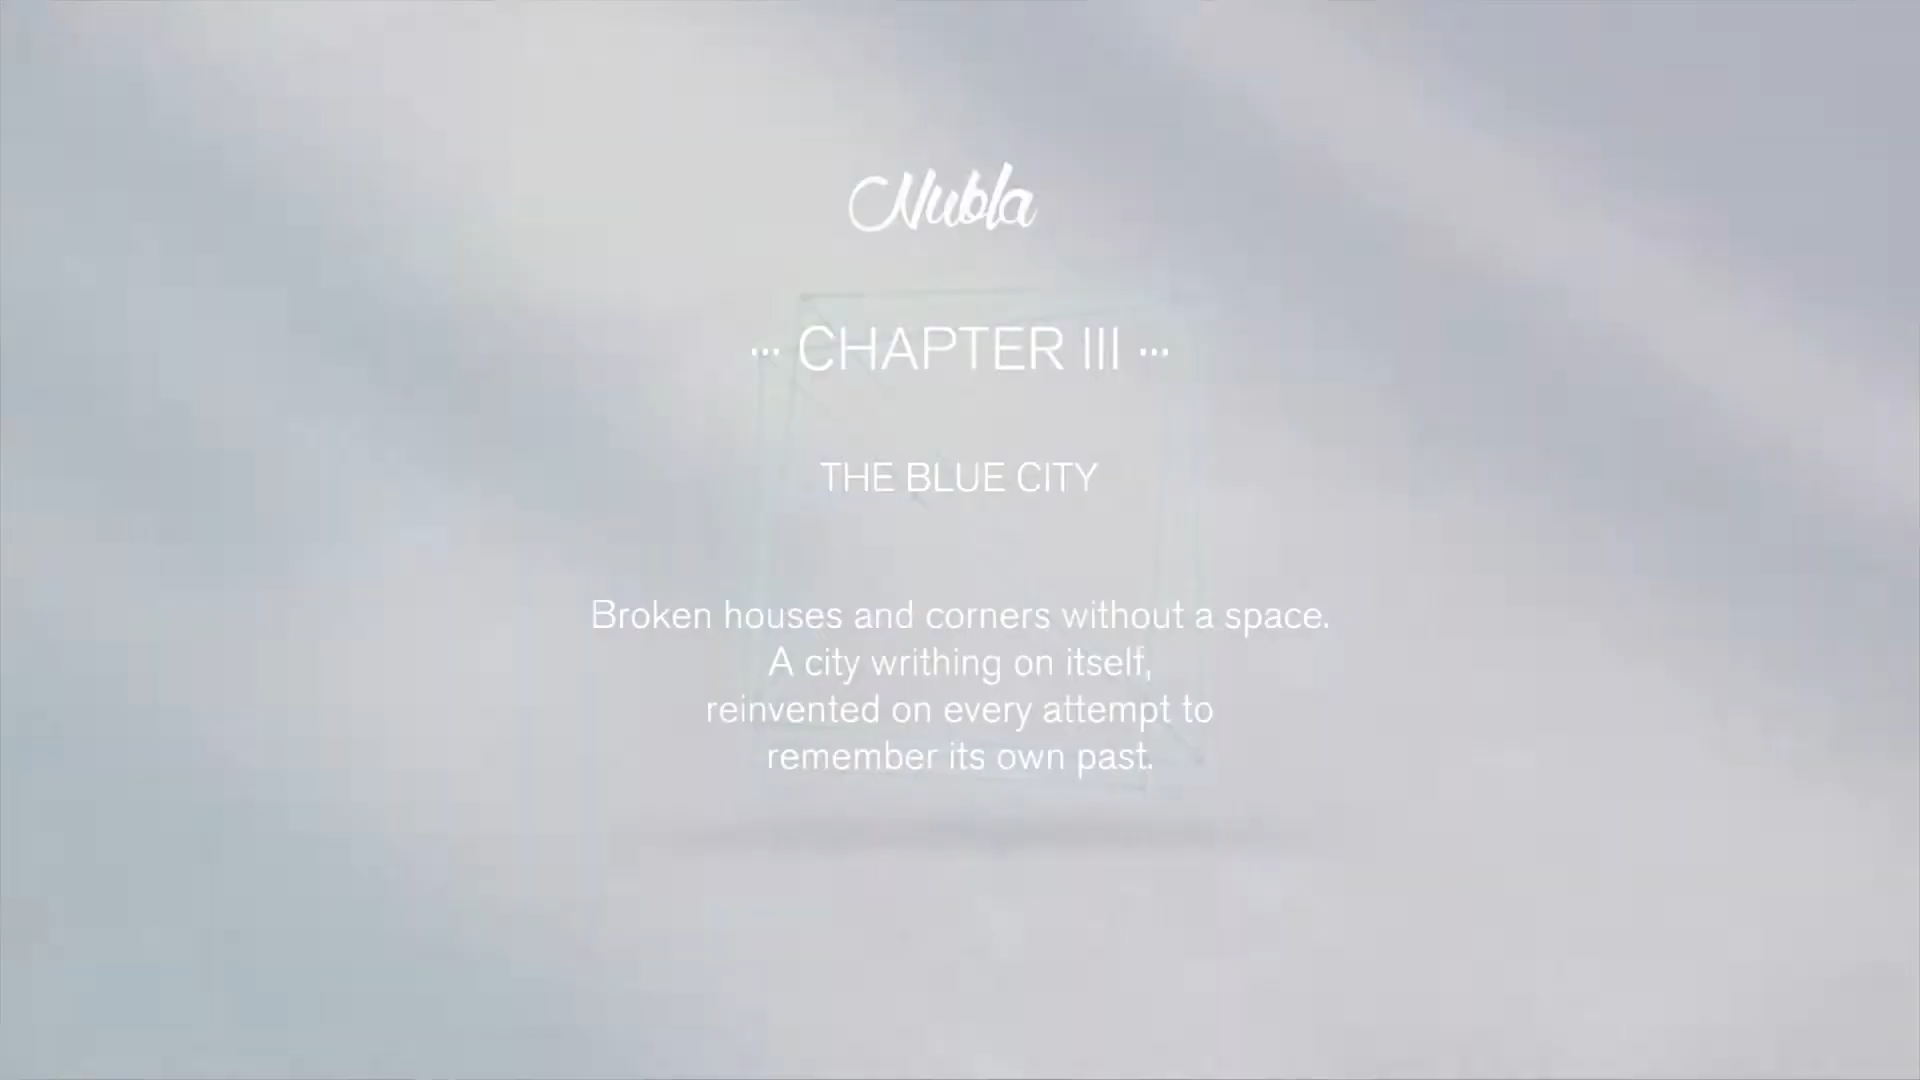 Nubla
··· CHAPTER III ···
THE BLUE CITY
Broken houses and corners without a space.
A city writhing on itself,
reinvented on every attempt to
remember its own past.